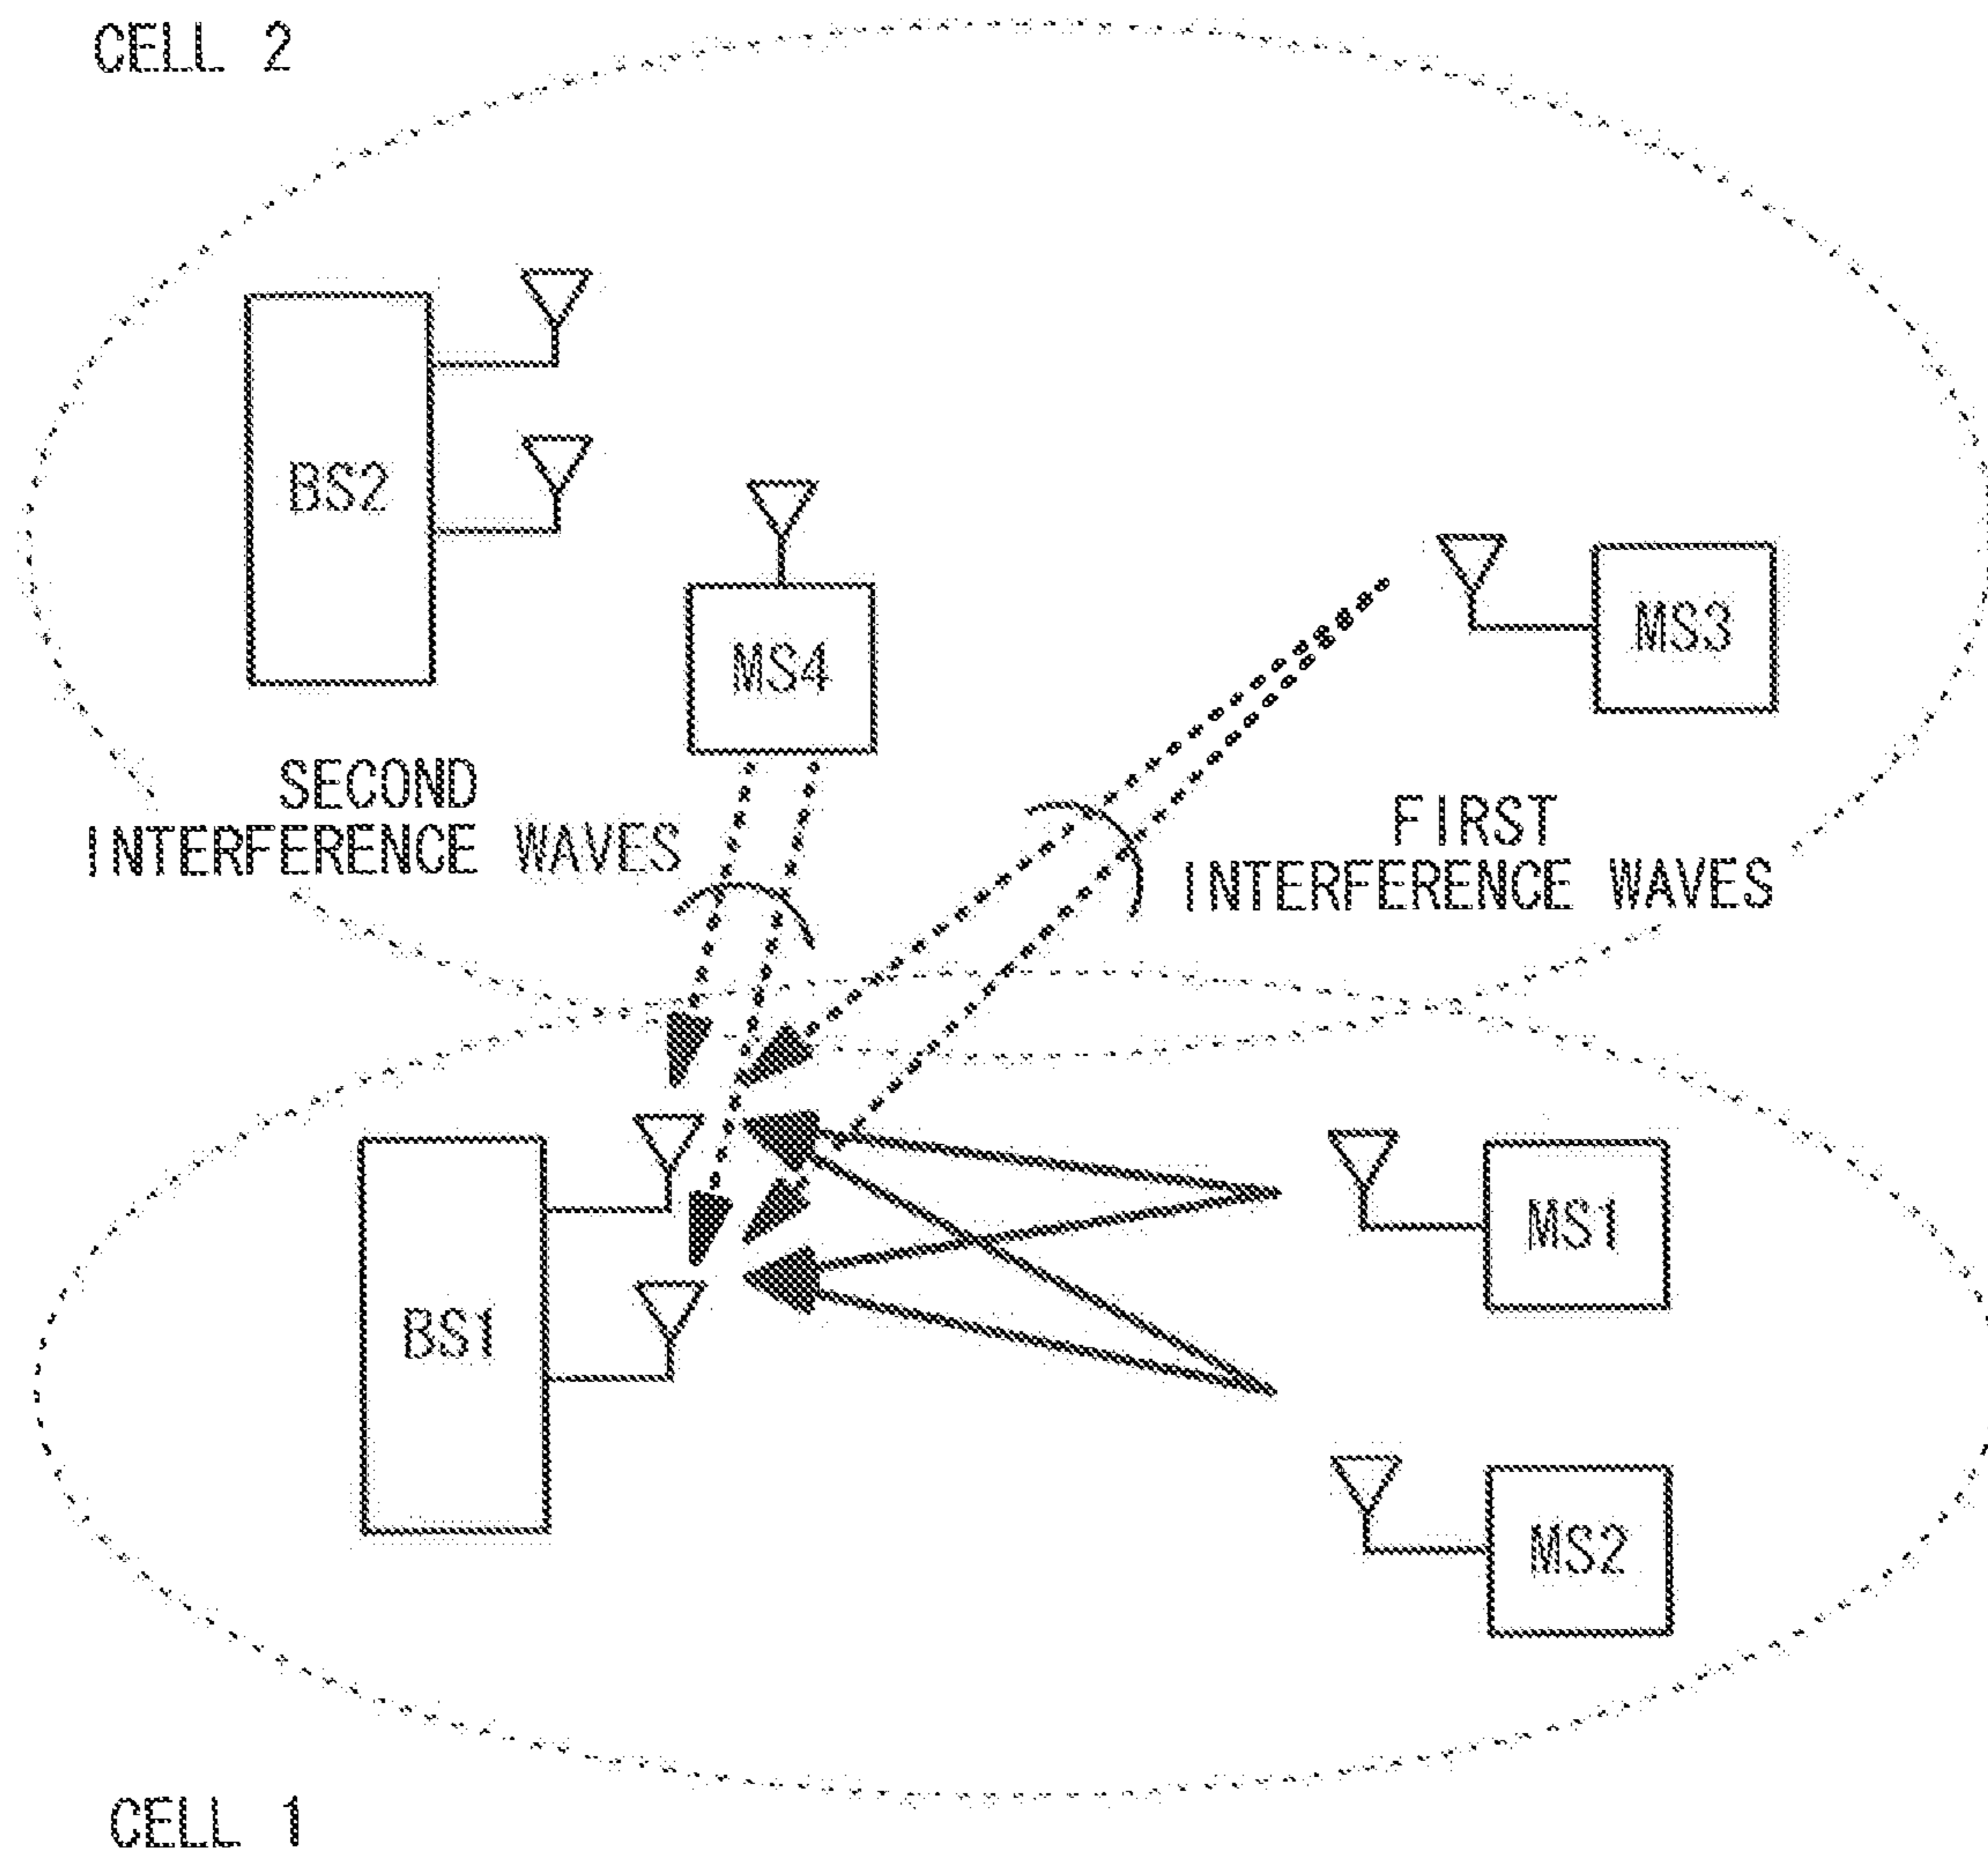 CELL 2
BS2
MS4
MS3
SECOND
INTERFERENCE WAVES
FIRST
INTERFERENCE WAVES
BS1
MS1
MS2
CELL 1